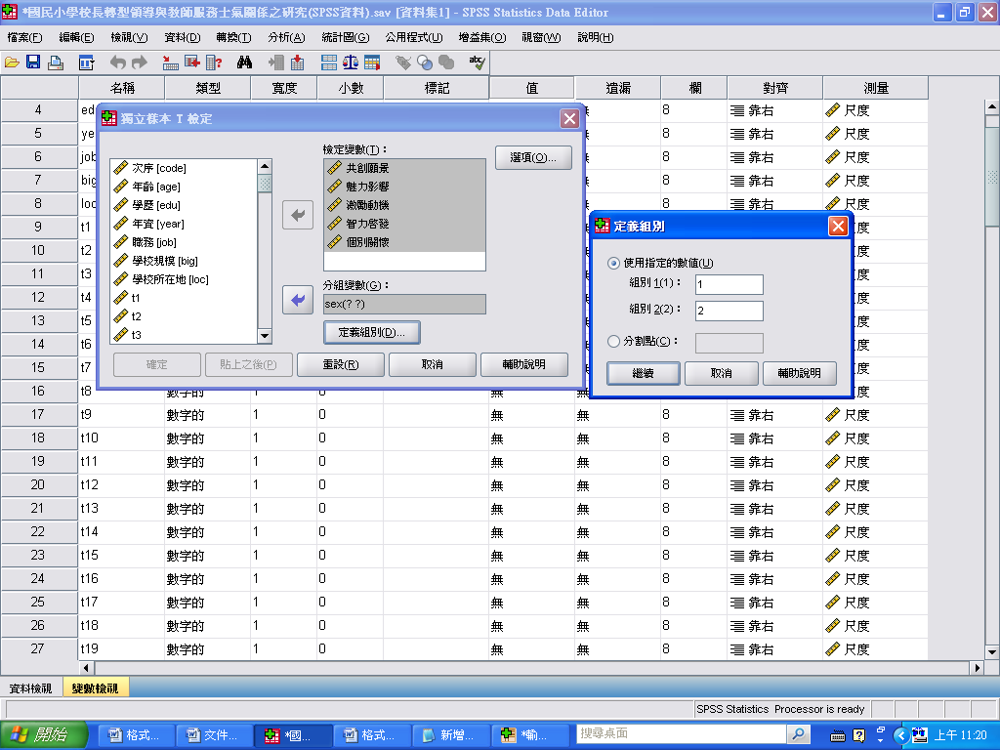 *國民小學校長轉型領導與教師服務士氣關係之研究(SPSS資料).sav [資料集1] - SPSS Statistics Data Editor
檔案(F) 編輯(E) 檢視(V) 資料(D) 轉換(T) 分析(A) 統計圖(G) 公用程式(U) 增益集(O) 視窗(W) 說明(H)
名稱 類型 寬度 小數 標記 值 遺漏 欄 對齊 測量
4 ed 8 靠右 尺度
5 ye 8 靠右 尺度
6 job 8 靠右 尺度
7 big 8 靠右 尺度
8 loc 8 靠右 尺度
9 t1
10 t2
11 t3
12 t4
13 t5
14 t6
15 t7
16 t8 數字的 1 0 無 無 度
17 t9 數字的 1 0 無 無 8 靠右 尺度
18 t10 數字的 1 0 無 無 8 靠右 尺度
19 t11 數字的 1 0 無 無 8 靠右 尺度
20 t12 數字的 1 0 無 無 8 靠右 尺度
21 t13 數字的 1 0 無 無 8 靠右 尺度
22 t14 數字的 1 0 無 無 8 靠右 尺度
23 t15 數字的 1 0 無 無 8 靠右 尺度
24 t16 數字的 1 0 無 無 8 靠右 尺度
25 t17 數字的 1 0 無 無 8 靠右 尺度
26 t18 數字的 1 0 無 無 8 靠右 尺度
27 t19 數字的 1 0 無 無 8 靠右 尺度
獨立樣本 T 檢定
次序 [code]
年齡 [age]
學歷 [edu]
年資 [year]
職務 [job]
學校規模 [big]
學校所在地 [loc]
t1
t2
t3
檢定變數(T)：
共創願景
魅力影響
激勵動機
智力啓發
個別關懷
選項(O)...
分組變數(G)：
sex(? ?)
定義組別(D)...
確定 貼上之後(P) 重設(R) 取消 輔助說明
定義組別
使用指定的數值(U)
組別 1(1)： 1
組別 2(2)： 2
分割點(C)：
繼續 取消 輔助說明
資料檢視 變數檢視
SPSS Statistics Processor is ready
開始 格式... 文件... *國... 格式... 新增... *輸... 搜尋桌面 上午 11:20